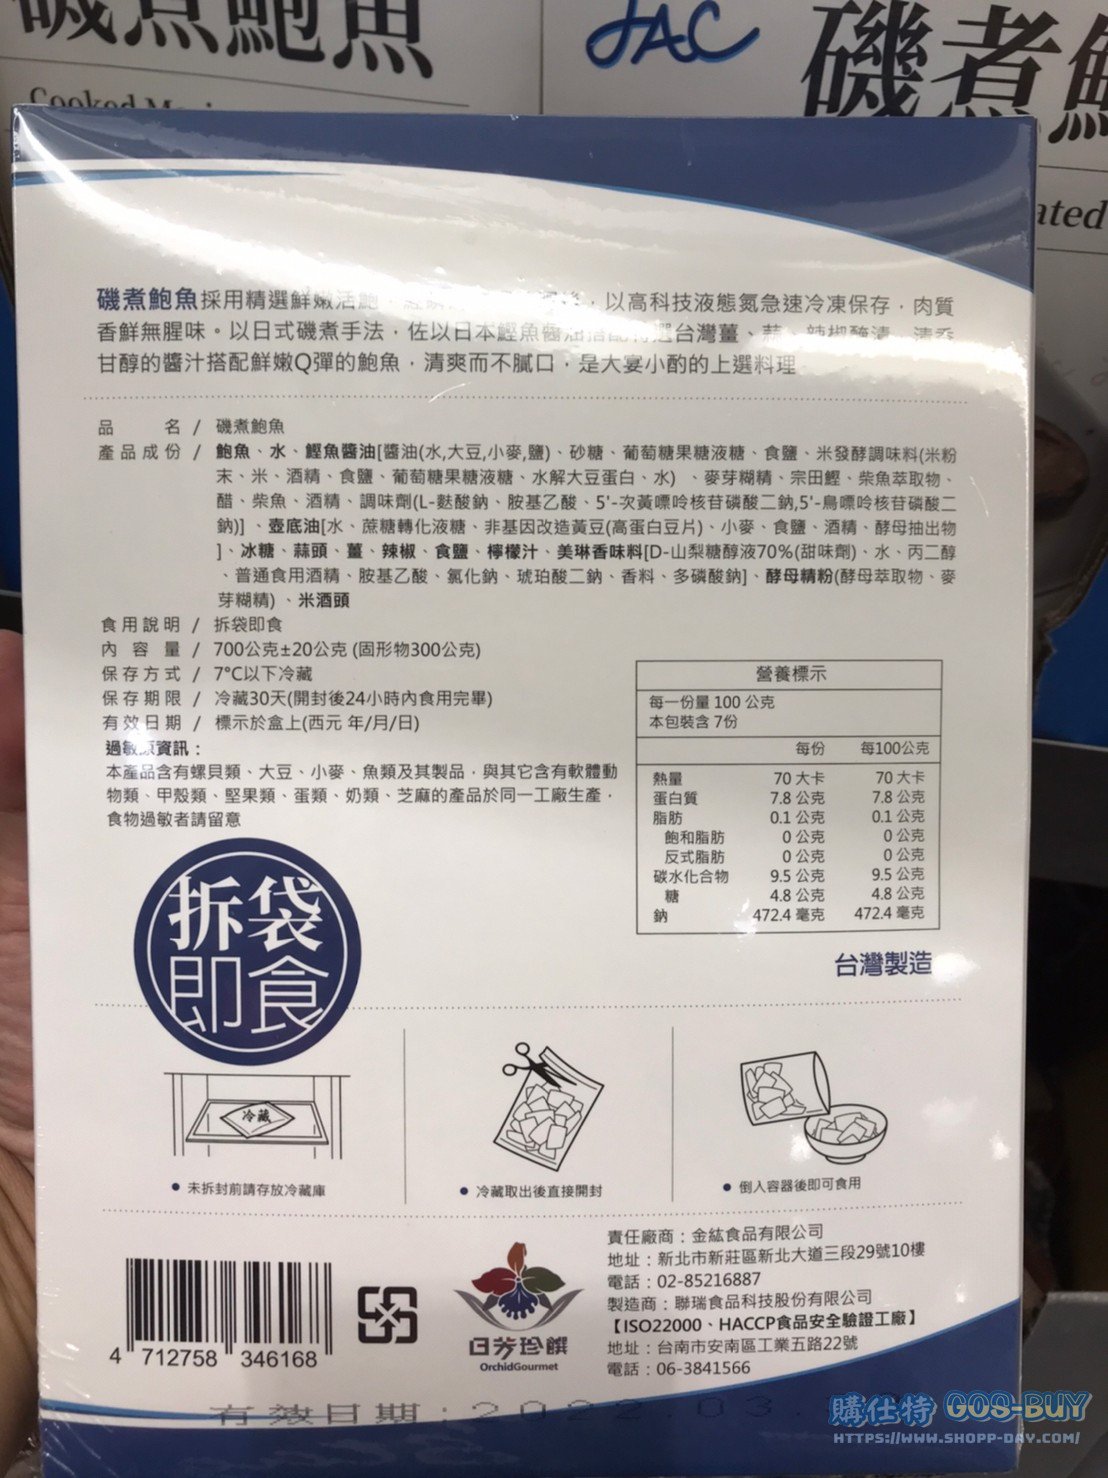 磯煮鮑魚
JAC
磯煮
Cooked
ated
磯煮鮑魚採用精選鮮嫩活鮑
，以高科技液態氮急速冷凍保存，肉質
香鮮無腥味。以日式磯煮手法，佐以日本鰹魚醬油搭配特選台灣薑、蒜、辣椒醃漬，清香
甘醇的醬汁搭配鮮嫩Q彈的鮑魚，清爽而不膩口，是大宴小酌的上選料理
品 名 / 磯煮鮑魚
產品成份 / 鮑魚、水、鰹魚醬油[醬油(水,大豆,小麥,鹽)、砂糖、葡萄糖果糖液糖、食鹽、米發酵調味料(米粉
末、米、酒精、食鹽、葡萄糖果糖液糖、水解大豆蛋白、水) 、麥芽糊精、宗田鰹、柴魚萃取物、
醋、柴魚、酒精、調味劑(L-麩酸鈉、胺基乙酸、5'-次黃嘌呤核苷磷酸二鈉,5'-鳥嘌呤核苷磷酸二
鈉)] 、壺底油[水、蔗糖轉化液糖、非基因改造黃豆(高蛋白豆片)、小麥、食鹽、酒精、酵母抽出物
]、冰糖、蒜頭、薑、辣椒、食鹽、檸檬汁、美琳香味料[D-山梨糖醇液70%(甜味劑)、水、丙二醇
、普通食用酒精、胺基乙酸、氯化鈉、琥珀酸二鈉、香料、多磷酸鈉]、酵母精粉(酵母萃取物、麥
芽糊精) 、米酒頭
食用說明 / 拆袋即食
內 容 量 / 700公克±20公克 (固形物300公克)
保存方式 / 7°C以下冷藏
保存期限 / 冷藏30天(開封後24小時內食用完畢)
有效日期 / 標示於盒上(西元 年/月/日)
過敏原資訊：
本產品含有螺貝類、大豆、小麥、魚類及其製品，與其它含有軟體動
物類、甲殼類、堅果類、蛋類、奶類、芝麻的產品於同一工廠生產，
食物過敏者請留意
營養標示
每一份量 100 公克
本包裝含 7份
每份 每100公克
熱量 70 大卡 70 大卡
蛋白質 7.8 公克 7.8 公克
脂肪 0.1 公克 0.1 公克
飽和脂肪 0 公克 0 公克
反式脂肪 0 公克 0 公克
碳水化合物 9.5 公克 9.5 公克
糖 4.8 公克 4.8 公克
鈉 472.4 毫克 472.4 毫克
台灣製造
拆袋
即食
冷藏
● 未拆封前請存放冷藏庫
● 冷藏取出後直接開封
● 倒入容器後即可食用
責任廠商：金紘食品有限公司
地址：新北市新莊區新北大道三段29號10樓
電話：02-85216887
製造商：聯瑞食品科技股份有限公司
【ISO22000、HACCP食品安全驗證工廠】
地址：台南市安南區工業五路22號
電話：06-3841566
4 712758 346168
日芳珍饌
OrchidGourmet
有效日期：2022.03.
購仕特 GOS-BUY
HTTPS://WWW.SHOPP-DAY.COM/